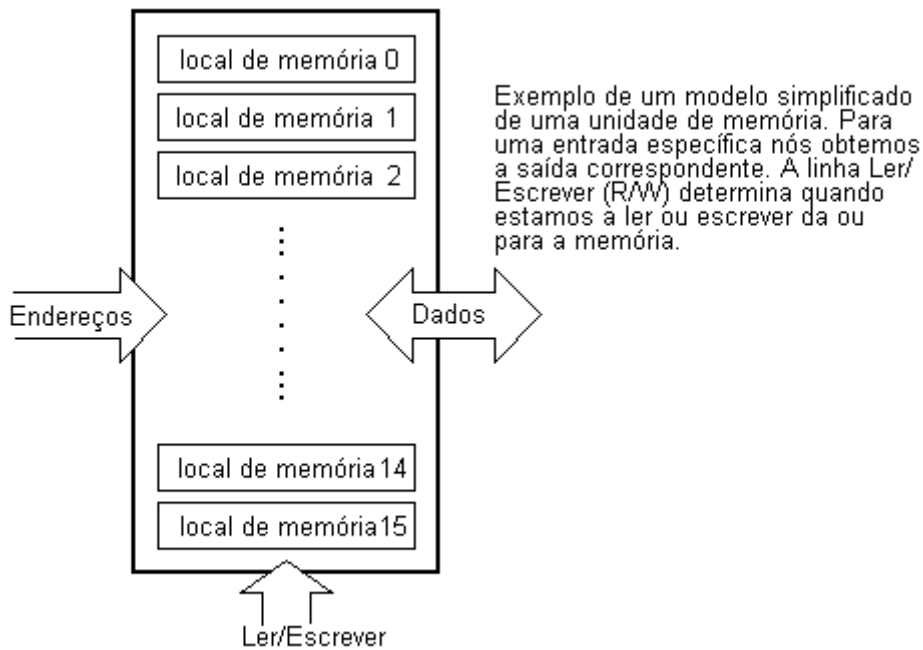 local de memória 0
local de memória 1
local de memória 2
Exemplo de um modelo simplificado
de uma unidade de memória. Para
uma entrada específica nós obtemos
a saída correspondente. A linha Ler/
Escrever (R/W) determina quando
estamos a ler ou escrever da ou
para a memória.
Endereços
Dados
local de memória 14
local de memória 15
Ler/Escrever